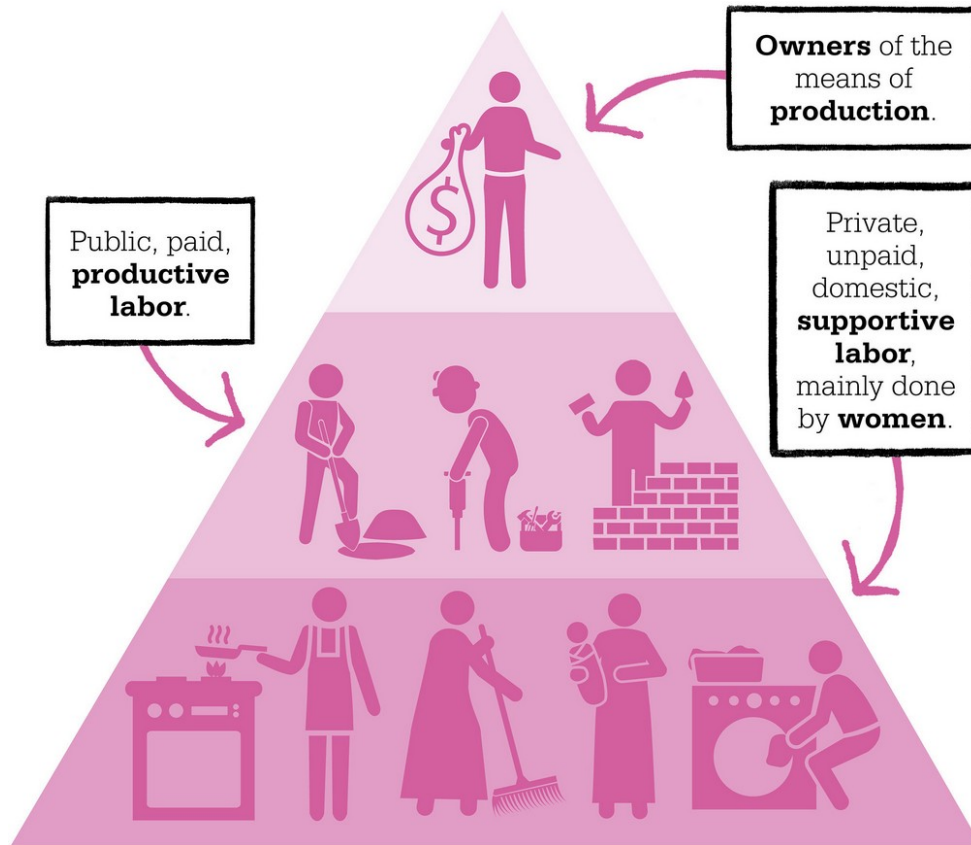 Owners of the
means of
production.
$
Public, paid,
productive
labor.
Private,
unpaid,
domestic,
supportive
labor,
mainly done
by women.